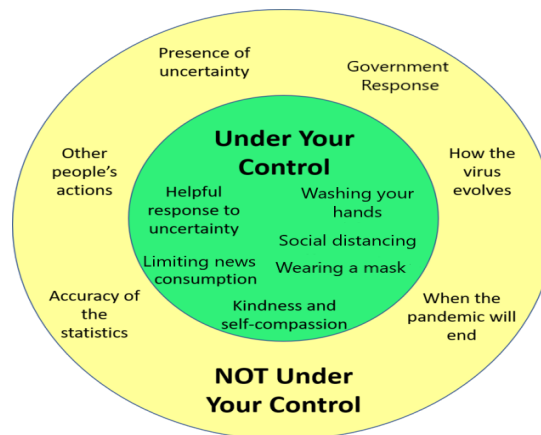 Presence of
uncertainty
Government
Response
Under Your
Control
Other
people's
actions
How the
virus
evolves
Helpful
response to
uncertainty
Washing your
hands
Social distancing
Limiting news
consumption
Wearing a mask
Kindness and
self-compassion
Accuracy of
the
statistics
When the
pandemic will
end
NOT Under
Your Control